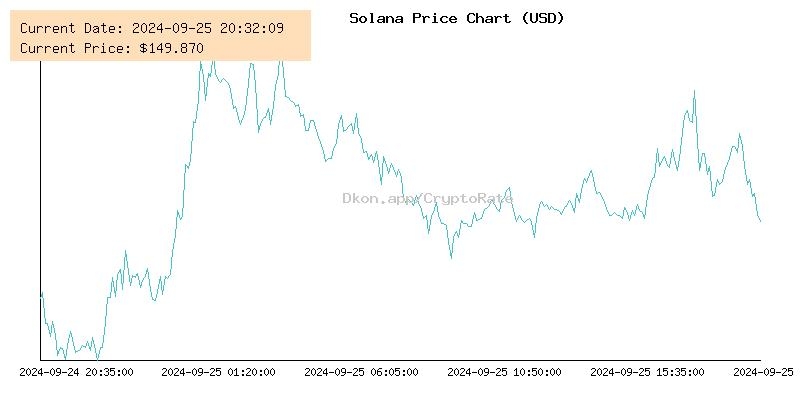 Solana Price Chart (USD)
Current Date: 2024-09-25 20:32:09
Current Price: $149.870
Dkon.app/CryptoRate
2024-09-24 20:35:00 2024-09-25 01:20:00 2024-09-25 06:05:00 2024-09-25 10:50:00 2024-09-25 15:35:00 2024-09-25